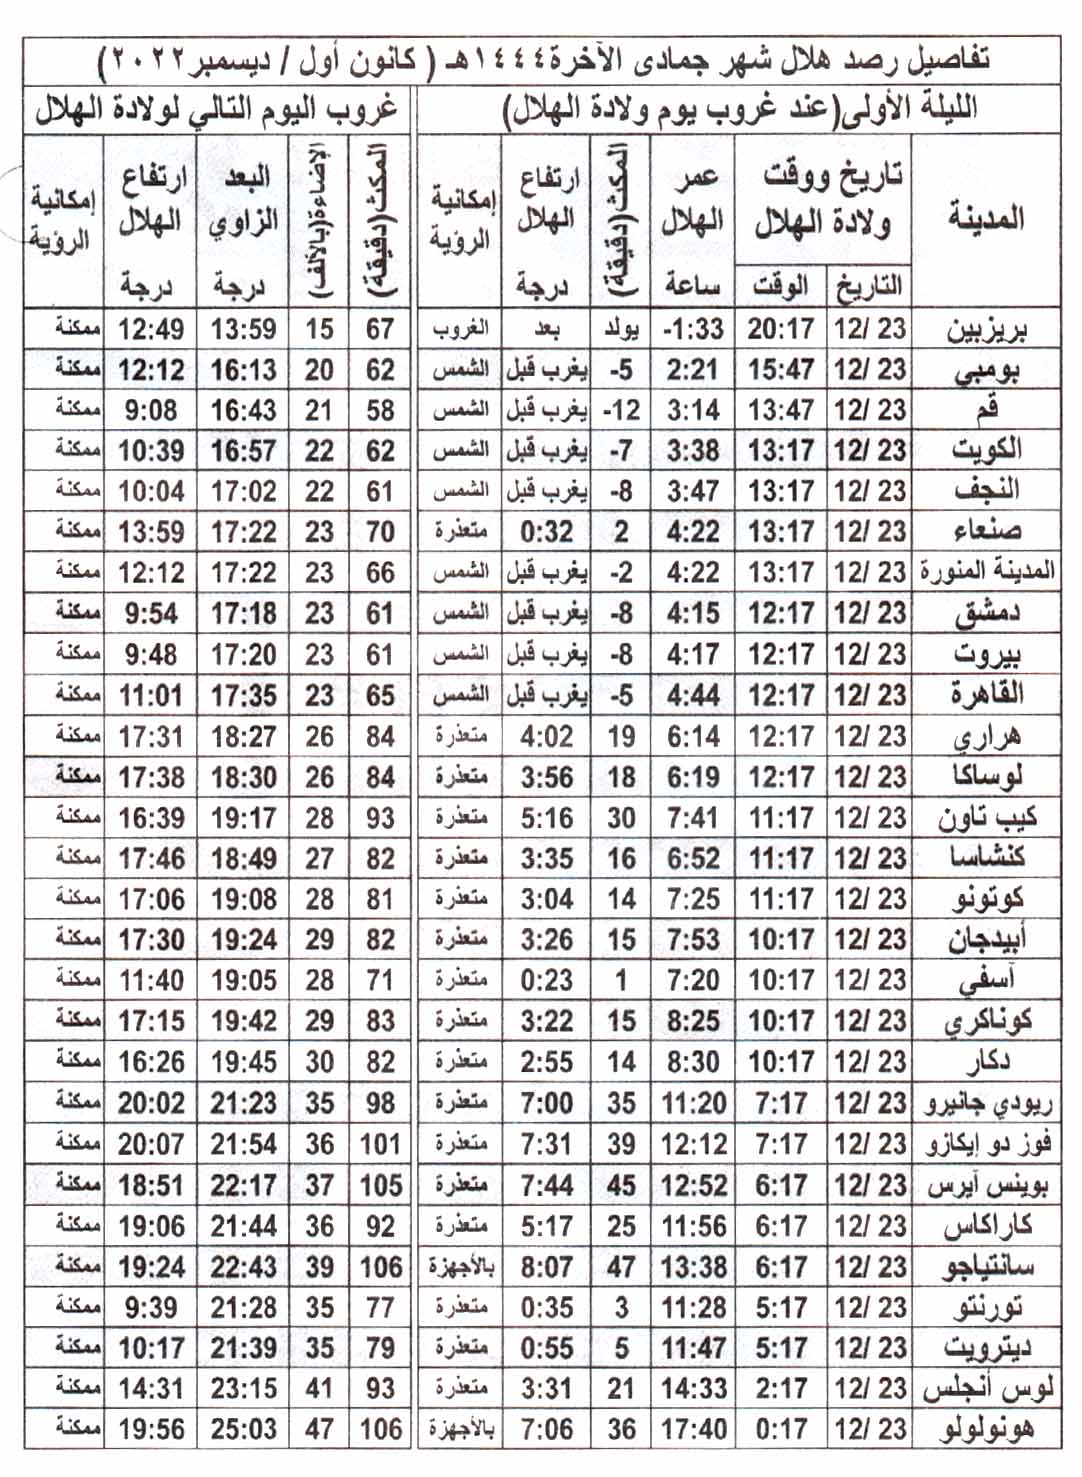 تفاصيل رصد هلال شهر جمادى الآخرة ١٤٤٤هـ ( كانون أول / ديسمبر ٢٠٢٢)
الليلة الأولى(عند غروب يوم ولادة الهلال) غروب اليوم التالي لولادة الهلال
المدينة تاريخ ووقت ولادة الهلال التاريخ الوقت عمر الهلال ساعة المكث(دقيقة) ارتفاع الهلال درجة إمكانية الرؤية المكث(دقيقة) الإضاءة(بالألف) البعد الزاوي درجة ارتفاع الهلال درجة إمكانية الرؤية
بريزبين 12/ 23 20:17 -1:33 يولد بعد الغروب 67 15 13:59 12:49 ممكنة
بومبي 12/ 23 15:47 2:21 -5 يغرب قبل الشمس 62 20 16:13 12:12 ممكنة
قم 12/ 23 13:47 3:14 -12 يغرب قبل الشمس 58 21 16:43 9:08 ممكنة
الكويت 12/ 23 13:17 3:38 -7 يغرب قبل الشمس 62 22 16:57 10:39 ممكنة
النجف 12/ 23 13:17 3:47 -8 يغرب قبل الشمس 61 22 17:02 10:04 ممكنة
صنعاء 12/ 23 13:17 4:22 2 0:32 متعذرة 70 23 17:22 13:59 ممكنة
المدينة المنورة 12/ 23 13:17 4:22 -2 يغرب قبل الشمس 66 23 17:22 12:12 ممكنة
دمشق 12/ 23 12:17 4:15 -8 يغرب قبل الشمس 61 23 17:18 9:54 ممكنة
بيروت 12/ 23 12:17 4:17 -8 يغرب قبل الشمس 61 23 17:20 9:48 ممكنة
القاهرة 12/ 23 12:17 4:44 -5 يغرب قبل الشمس 65 23 17:35 11:01 ممكنة
هراري 12/ 23 12:17 6:14 19 4:02 متعذرة 84 26 18:27 17:31 ممكنة
لوساكا 12/ 23 12:17 6:19 18 3:56 متعذرة 84 26 18:30 17:38 ممكنة
كيب تاون 12/ 23 11:17 7:41 30 5:16 متعذرة 93 28 19:17 16:39 ممكنة
كنشاسا 12/ 23 11:17 6:52 16 3:35 متعذرة 82 27 18:49 17:46 ممكنة
كوتونو 12/ 23 11:17 7:25 14 3:04 متعذرة 81 28 19:08 17:06 ممكنة
أبيدجان 12/ 23 10:17 7:53 15 3:26 متعذرة 82 29 19:24 17:30 ممكنة
آسفي 12/ 23 10:17 7:20 1 0:23 متعذرة 71 28 19:05 11:40 ممكنة
كوناكري 12/ 23 10:17 8:25 15 3:22 متعذرة 83 29 19:42 17:15 ممكنة
دكار 12/ 23 10:17 8:30 14 2:55 متعذرة 82 30 19:45 16:26 ممكنة
ريودي جانيرو 12/ 23 7:17 11:20 35 7:00 متعذرة 98 35 21:23 20:02 ممكنة
فوز دو إيكازو 12/ 23 7:17 12:12 39 7:31 متعذرة 101 36 21:54 20:07 ممكنة
بوينس آيرس 12/ 23 6:17 12:52 45 7:44 متعذرة 105 37 22:17 18:51 ممكنة
كاراكاس 12/ 23 6:17 11:56 25 5:17 متعذرة 92 36 21:44 19:06 ممكنة
سانتياجو 12/ 23 6:17 13:38 47 8:07 بالأجهزة 106 39 22:43 19:24 ممكنة
تورنتو 12/ 23 5:17 11:28 3 0:35 متعذرة 77 35 21:28 9:39 ممكنة
ديترويت 12/ 23 5:17 11:47 5 0:55 متعذرة 79 35 21:39 10:17 ممكنة
لوس أنجلس 12/ 23 2:17 14:33 21 3:31 متعذرة 93 41 23:15 14:31 ممكنة
هونولولو 12/ 23 0:17 17:40 36 7:06 بالأجهزة 106 47 25:03 19:56 ممكنة